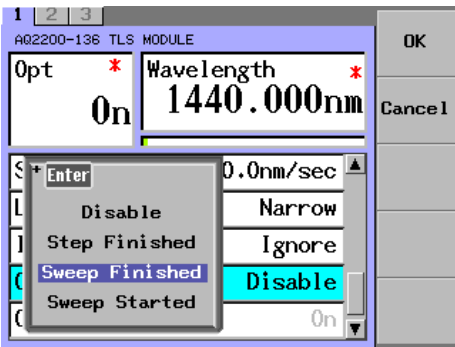 1 2 3
AQ2200-136 TLS MODULE
OK
Opt *
On
Wavelength *
1440.000nm
Cancel
* Enter
Disable
Step Finished
Sweep Finished
Sweep Started
0.0nm/sec
Narrow
Ignore
Disable
On